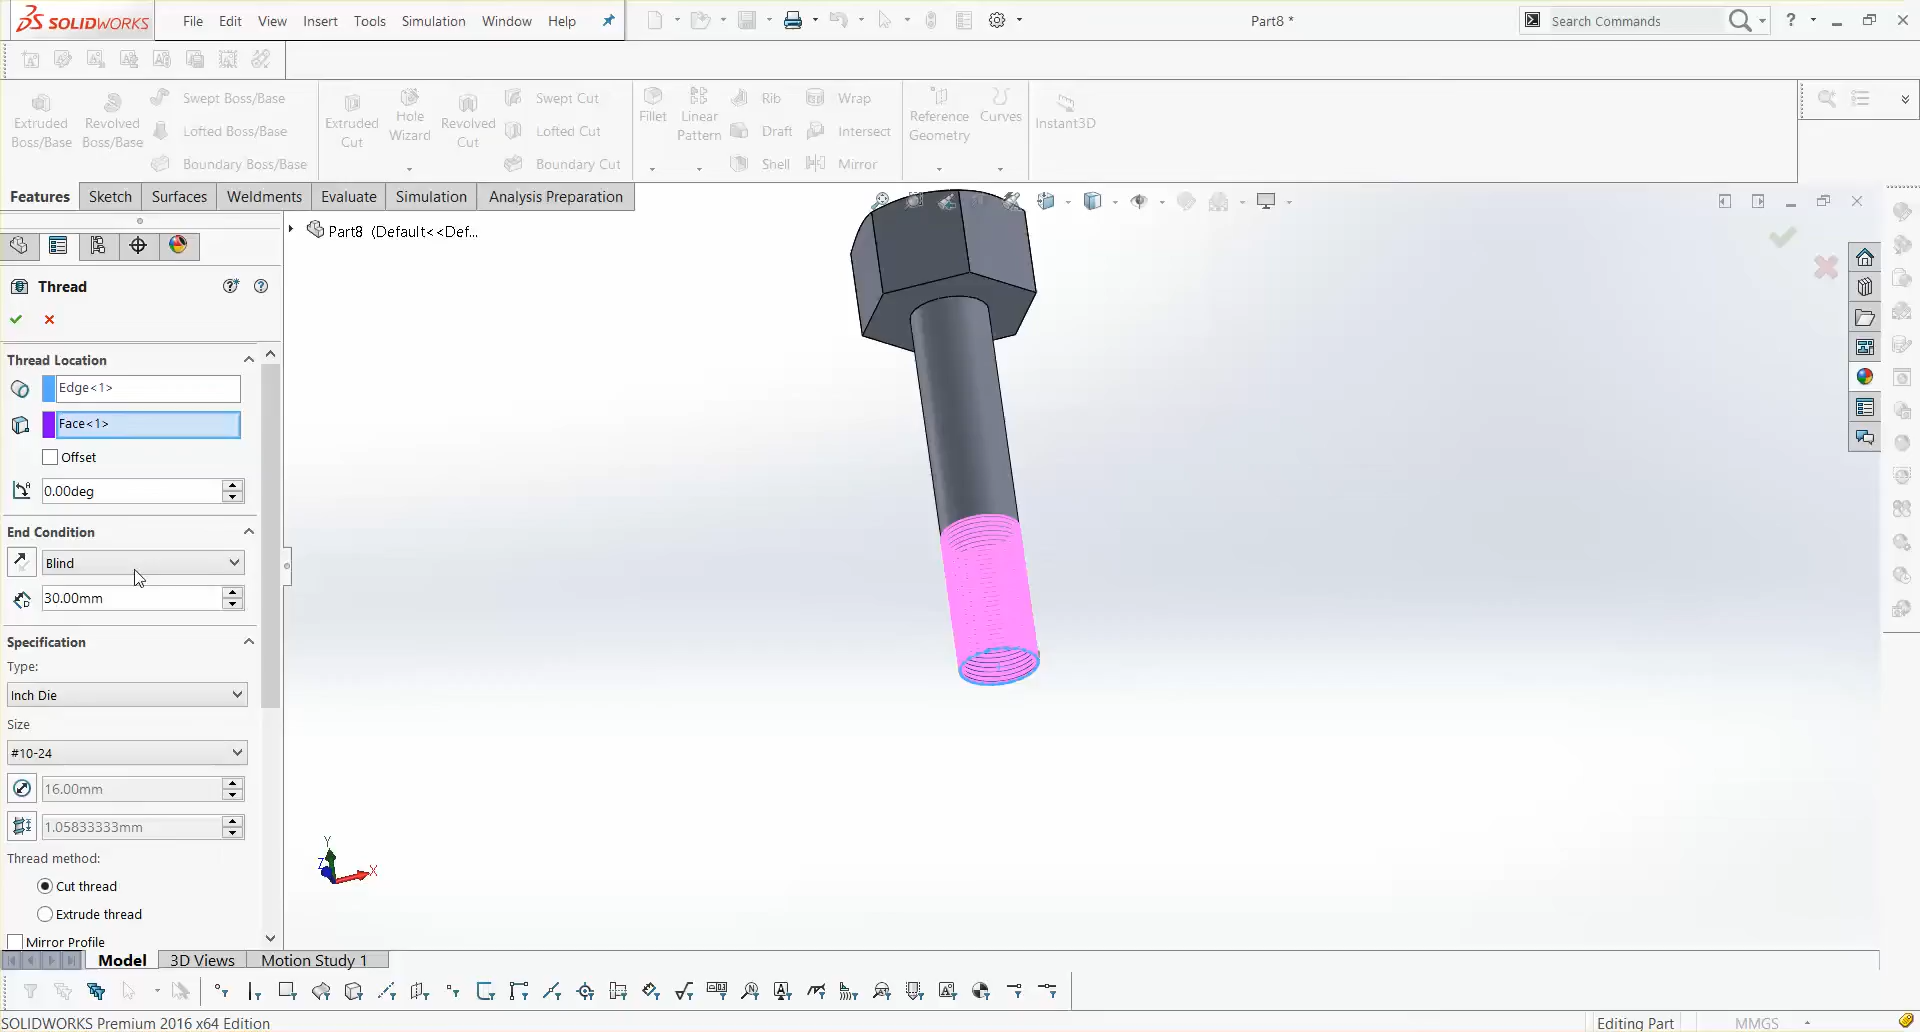 SOLIDWORKS File Edit View Insert Tools Simulation Window Help Part8 * Search Commands ?
Extruded Boss/Base
Revolved Boss/Base
Swept Boss/Base
Lofted Boss/Base
Boundary Boss/Base
Extruded Cut
Hole Wizard
Revolved Cut
Swept Cut
Lofted Cut
Boundary Cut
Fillet
Linear Pattern
Rib
Draft
Shell
Wrap
Intersect
Mirror
Reference Geometry
Curves
Instant3D
Features Sketch Surfaces Weldments Evaluate Simulation Analysis Preparation
Part8 (Default<<Def...
Thread
Thread Location
Edge<1>
Face<1>
Offset
0.00deg
End Condition
Blind
30.00mm
Specification
Type:
Inch Die
Size
#10-24
16.00mm
1.05833333mm
Thread method:
Cut thread
Extrude thread
Mirror Profile
Y
Z
X
Model 3D Views Motion Study 1
SOLIDWORKS Premium 2016 x64 Edition Editing Part MMGS